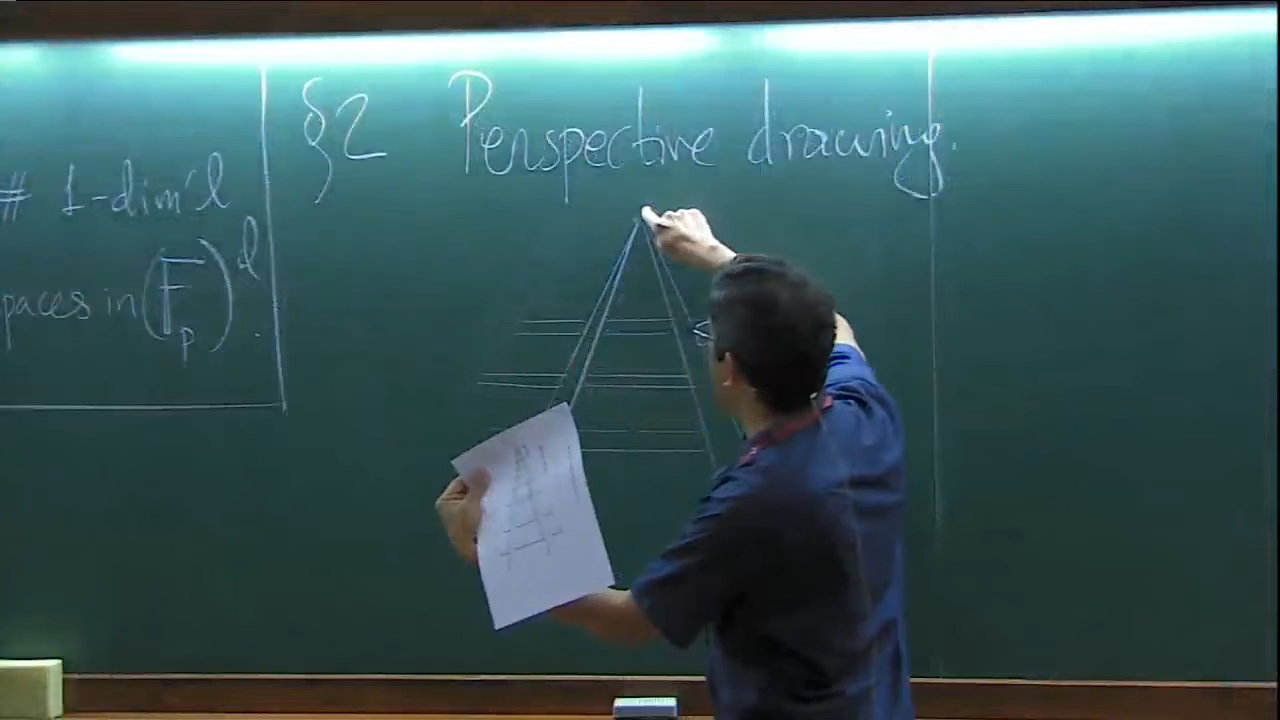 # 1-dim'l
paces in (F_p)^d.
§2 Perspective drawing.